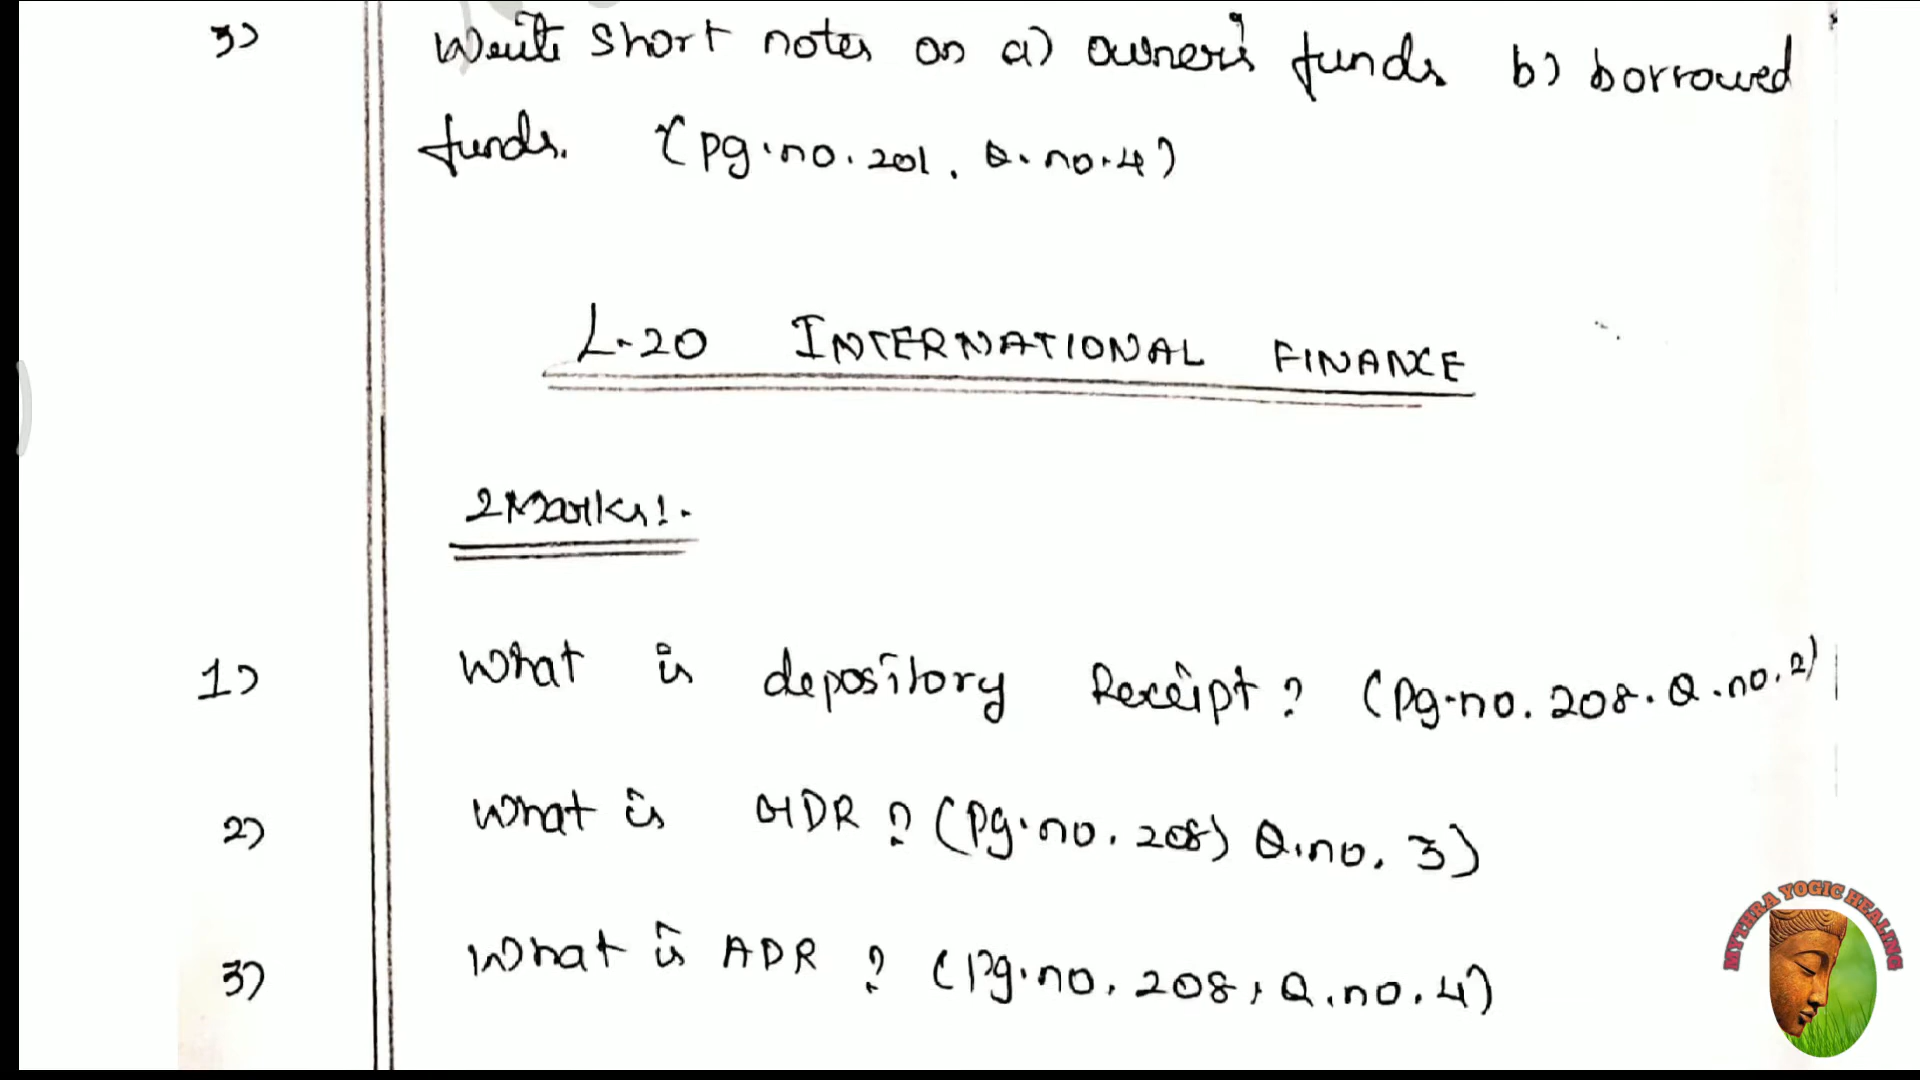 3) Write short notes on a) owner's funds b) borrowed
funds. (pg.no.201. Q.no.4)
L-20 INTERNATIONAL FINANCE
2Marks:-
1) What is depository Receipt? (Pg.no.208.Q.no.2)
2) What is GDR? (Pg.no.208) Q.no.3)
3) What is ADR? (Pg.no.208, Q.no.4)
MYTHRA YOGIC HEALING